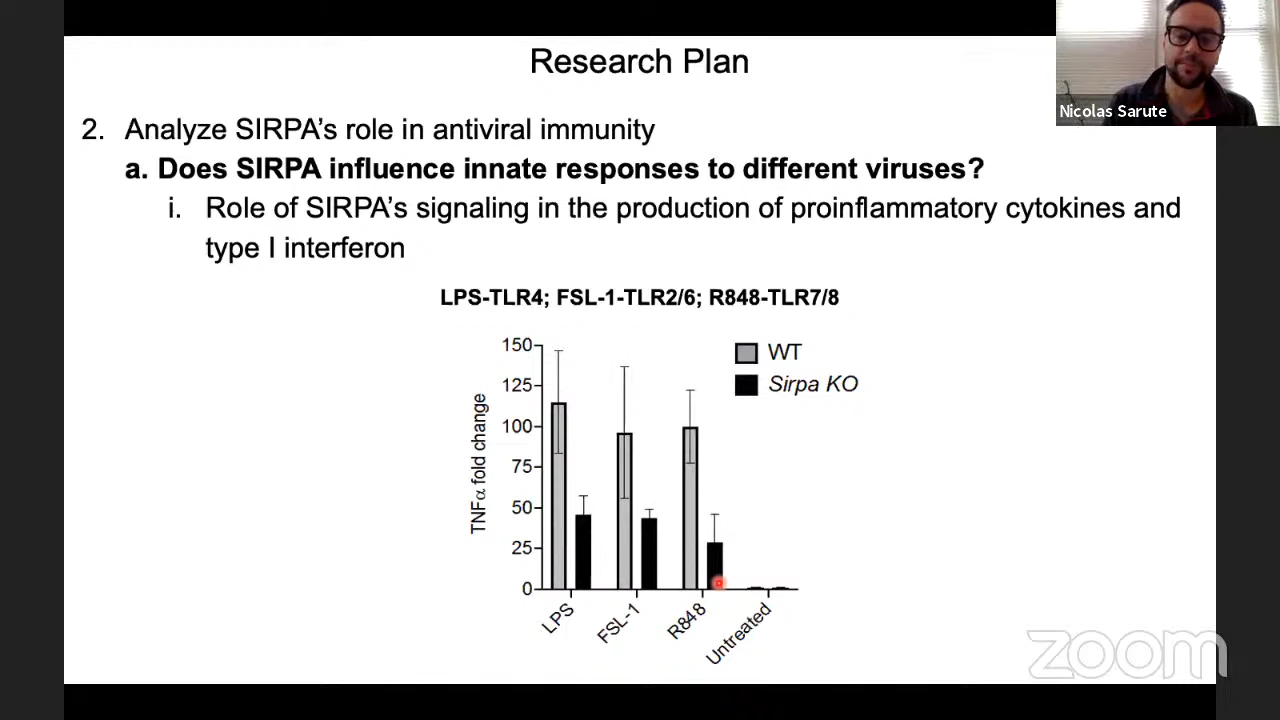 Research Plan
Nicolas Sarute
2. Analyze SIRPA's role in antiviral immunity
a. Does SIRPA influence innate responses to different viruses?
i. Role of SIRPA's signaling in the production of proinflammatory cytokines and
type I interferon
LPS-TLR4; FSL-1-TLR2/6; R848-TLR7/8
150
125
100
75
50
25
0
TNFα fold change
WT
Sirpa KO
LPS
FSL-1
R848
Untreated
zoom